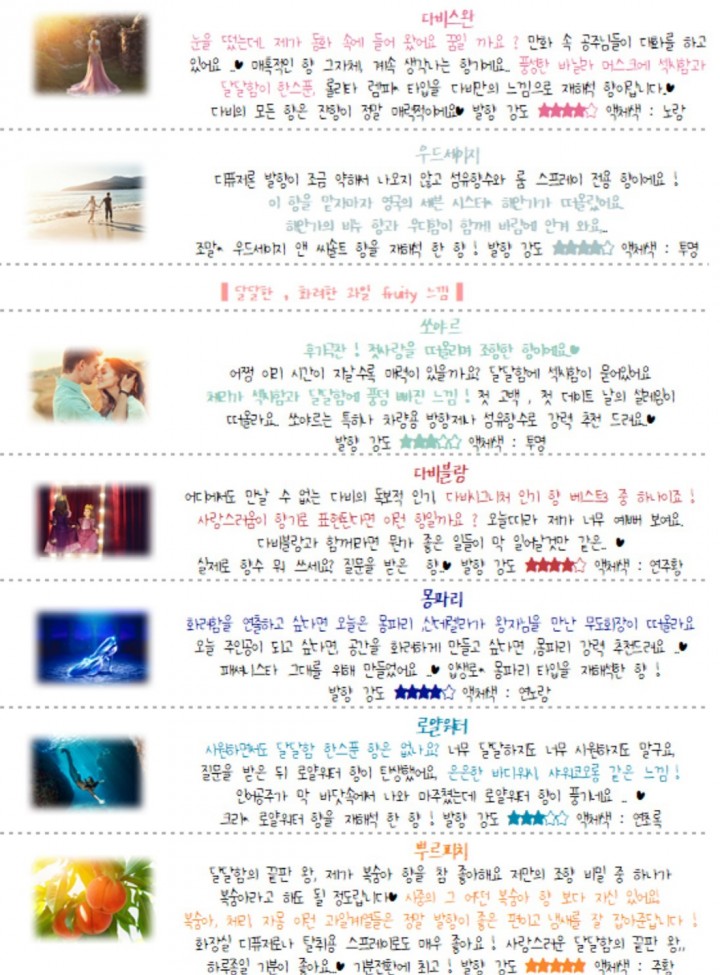 다비스완
눈을 떴는데.. 제가 동화 속에 들어 왔어요 꿈일 까요 ? 만화 속 공주님들이 대화를 하고
있어요 ..♥ 매혹적인 향 그자체, 계속 생각나는 향기에요.. 풍성한 바닐라 머스크에 섹시함과
달달함이 한스푼, 롤리타 렘피* 타입을 다비만의 느낌으로 재해석 향이랍니다.♥
다비의 모든 향은 잔향이 정말 매력적이에요♥ 발향 강도 ★★★★☆ 액체색 : 노랑
우드세이지
디퓨저론 발향이 조금 약해서 나오지 않고 섬유향수와 룸 스프레이 전용 향이에요 !
이 향을 맡자마자 영국의 세븐 시스터* 해안가가 떠올랐어요.
해안가의 비누 향과 우디함이 함께 바람에 안겨 와요...
조말* 우드세이지 앤 씨솔트 향을 재해석 한 향 ! 발향 강도 ★★★★☆ 액체색 : 투명
▌달달한 , 화려한 과일 fruity 느낌▐
쏘야르
후기극찬 ! 첫사랑을 떠올리며 조향한 향이에요♥
어쩜 이리 시간이 지날수록 매력이 있을까요? 달달함에 섹시함이 묻어있어요
체리가 섹시함과 달달함에 풍덩 빠진 느낌 ! 첫 고백 , 첫 데이트 날의 설레임이
떠올라요. 쏘야르는 특히나 차량용 방향제나 섬유향수로 강력 추천 드려요.♥
발향 강도 ★★★☆☆ 액체색 : 투명
다비블랑
어디에서도 만날 수 없는 다비의 독보적 인기, 다비시그니처 인기 향 베스트3 중 하나이죠 !
사랑스러움이 향기로 표현된다면 이런 향일까요 ? 오늘따라 제가 너무 예뻐 보여요.
다비블랑과 함께라면 뭔가 좋은 일들이 막 일어날것만 같은.. ♥
실제로 향수 뭐 쓰세요? 질문을 받은 향.♥ 발향 강도 ★★★★☆ 액체색 : 연주황
몽파리
화려함을 연출하고 싶다면 오늘은 몽파리 ,신데렐라가 왕자님을 만난 무도회장이 떠올라요
오늘 주인공이 되고 싶다면, 공간을 화려하게 만들고 싶다면 ,몽파리 강력 추천드려요 ..♥
패셔니스타 그대를 위해 만들었어요 ..♥ 입생로* 몽파리 타입을 재해석한 향 !
발향 강도 ★★★★☆ 액체색 : 연노랑
로얄워터
시원하면서도 달달함 한스푼 향은 없나요? 너무 달달하지도 너무 시원하지도 말구요,
질문을 받은 뒤 로얄워터 향이 탄생했어요, 은은한 바디워시, 샤워코오롱 같은 느낌 !
인어공주가 막 바닷속에서 나와 마주쳤는데 로얄워터 향이 풍기네요 .. ♥
크리* 로얄워터 향을 재해석 한 향 ! 발향 강도 ★★★☆☆ 액체색 : 연초록
뿌르피치
달달함의 끝판 왕, 제가 복숭아 향을 참 좋아해요 저만의 조향 비밀 중 하나가
복숭아라고 해도 될 정도랍니다♥ 시중의 그 어떤 복숭아 향 보다 자신 있어요
복숭아, 체리, 자몽 이런 과일계열들은 정말 발향이 좋은 편이고 냄새를 잘 잡아준답니다 !
화장실 디퓨저로나 탈취용 스프레이로도 매우 좋아요 ! 사랑스러운 달달함의 끝판 왕,,
하루종일 기분이 좋아요..♥ 기분전환에 최고 ! 발향 강도 ★★★★★ 액체색 : 주황